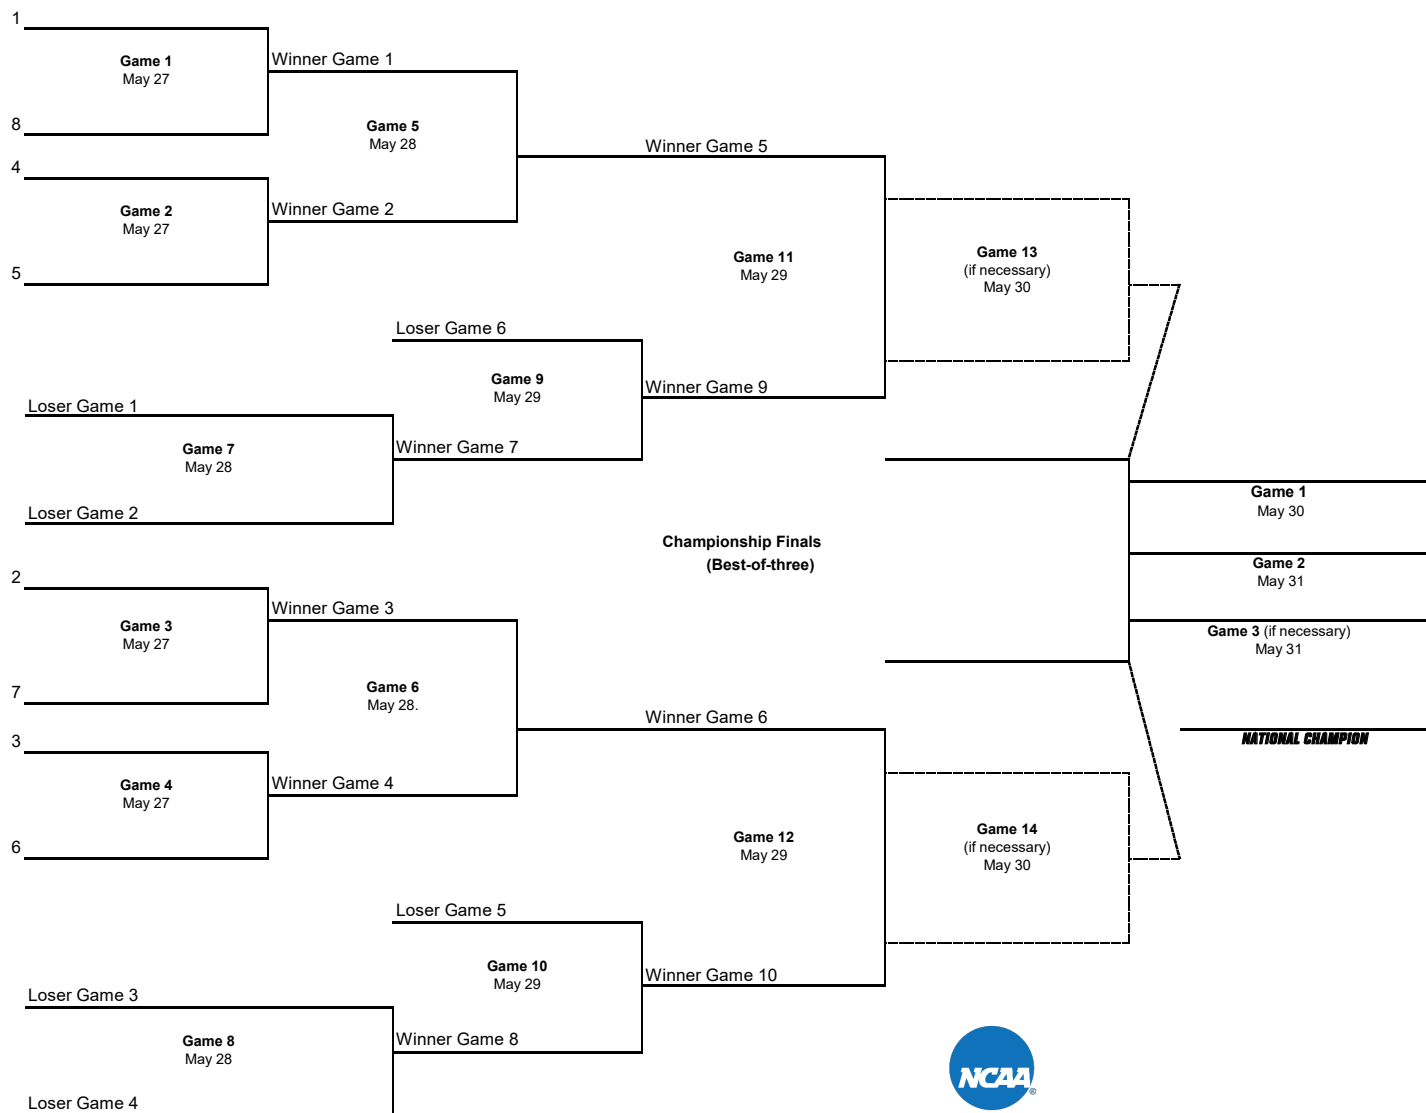 1
Game 1
May 27
Winner Game 1
8
Game 5
May 28
4
Winner Game 5
Game 2
May 27
Winner Game 2
5
Game 11
May 29
Game 13
(if necessary)
May 30
Loser Game 6
Game 9
May 29
Winner Game 9
Loser Game 1
Game 7
May 28
Winner Game 7
Loser Game 2
Game 1
May 30
Championship Finals
(Best-of-three)
Game 2
May 31
Game 3 (if necessary)
May 31
NATIONAL CHAMPION
2
Game 3
May 27
Winner Game 3
7
Game 6
May 28.
3
Winner Game 6
Game 4
May 27
Winner Game 4
6
Game 12
May 29
Game 14
(if necessary)
May 30
Loser Game 5
Game 10
May 29
Winner Game 10
Loser Game 3
Game 8
May 28
Winner Game 8
Loser Game 4
NCAA
®